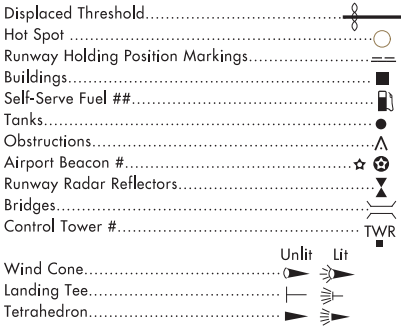 Displaced Threshold
Hot Spot
Runway Holding Position Markings
Buildings
Self-Serve Fuel ##
Tanks
Obstructions
Airport Beacon #
Runway Radar Reflectors
Bridges
Control Tower # TWR
Unlit Lit
Wind Cone
Landing Tee
Tetrahedron